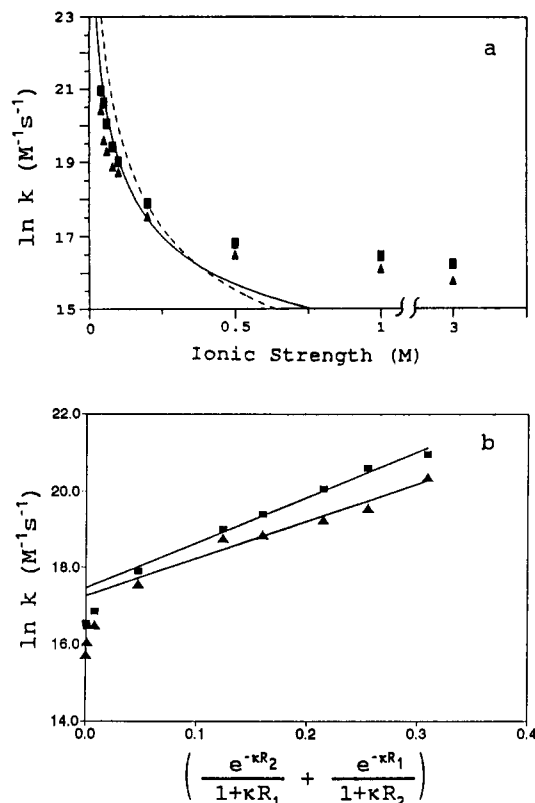 23
21
19
17
15
ln k (M⁻¹s⁻¹)
a
0 0.5 1 3
Ionic Strength (M)
22.0
20.0
18.0
16.0
14.0
ln k (M⁻¹s⁻¹)
b
0.0 0.1 0.2 0.3 0.4
( e^-κR₂ / 1+κR₁ + e^-κR₁ / 1+κR₂ )